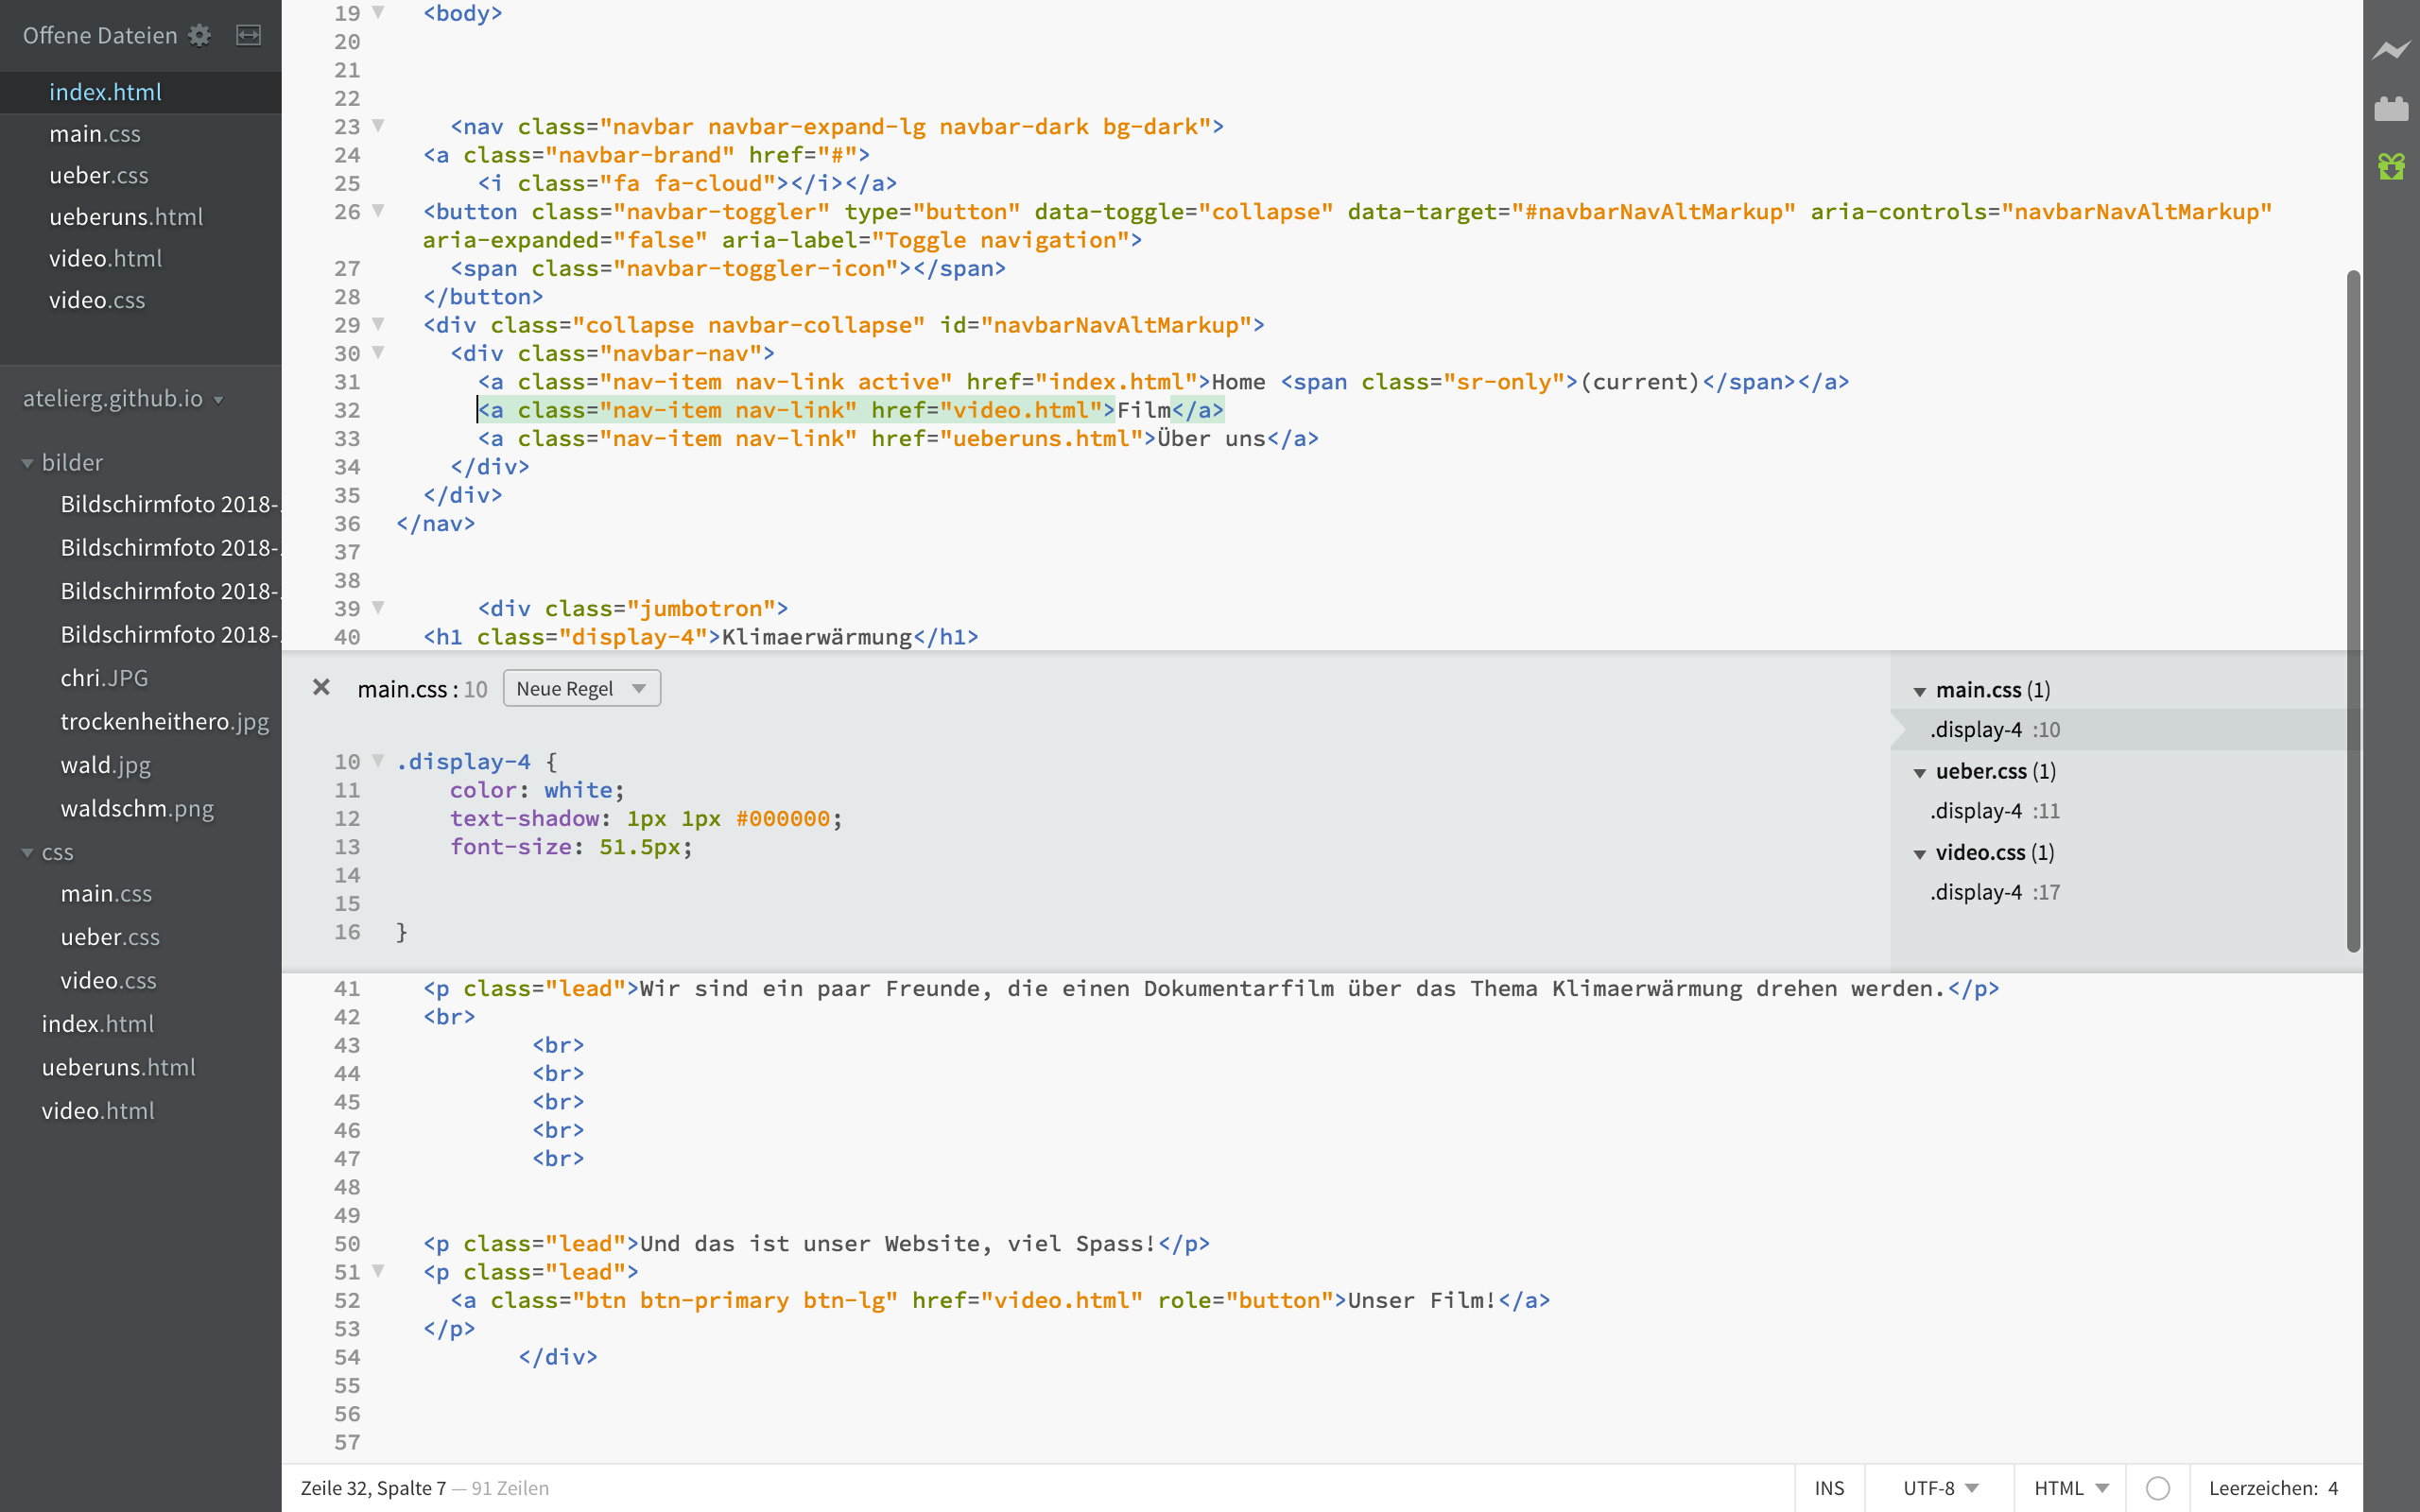 Offene Dateien
index.html
main.css
ueber.css
ueberuns.html
video.html
video.css
atelierg.github.io
bilder
Bildschirmfoto 2018-
Bildschirmfoto 2018-
Bildschirmfoto 2018-
Bildschirmfoto 2018-
chri.JPG
trockenheithero.jpg
wald.jpg
waldschm.png
css
main.css
ueber.css
video.css
index.html
ueberuns.html
video.html
19 <body>
20
21
22
23 <nav class="navbar navbar-expand-lg navbar-dark bg-dark">
24 <a class="navbar-brand" href="#">
25 <i class="fa fa-cloud"></i></a>
26 <button class="navbar-toggler" type="button" data-toggle="collapse" data-target="#navbarNavAltMarkup" aria-controls="navbarNavAltMarkup"
aria-expanded="false" aria-label="Toggle navigation">
27 <span class="navbar-toggler-icon"></span>
28 </button>
29 <div class="collapse navbar-collapse" id="navbarNavAltMarkup">
30 <div class="navbar-nav">
31 <a class="nav-item nav-link active" href="index.html">Home <span class="sr-only">(current)</span></a>
32 <a class="nav-item nav-link" href="video.html">Film</a>
33 <a class="nav-item nav-link" href="ueberuns.html">Über uns</a>
34 </div>
35 </div>
36 </nav>
37
38
39 <div class="jumbotron">
40 <h1 class="display-4">Klimaerwärmung</h1>
main.css : 10 Neue Regel
10 .display-4 {
11 color: white;
12 text-shadow: 1px 1px #000000;
13 font-size: 51.5px;
14
15
16 }
main.css (1)
.display-4 :10
ueber.css (1)
.display-4 :11
video.css (1)
.display-4 :17
41 <p class="lead">Wir sind ein paar Freunde, die einen Dokumentarfilm über das Thema Klimaerwärmung drehen werden.</p>
42 <br>
43 <br>
44 <br>
45 <br>
46 <br>
47 <br>
48
49
50 <p class="lead">Und das ist unser Website, viel Spass!</p>
51 <p class="lead">
52 <a class="btn btn-primary btn-lg" href="video.html" role="button">Unser Film!</a>
53 </p>
54 </div>
55
56
57
Zeile 32, Spalte 7 — 91 Zeilen
INS UTF-8 HTML Leerzeichen: 4